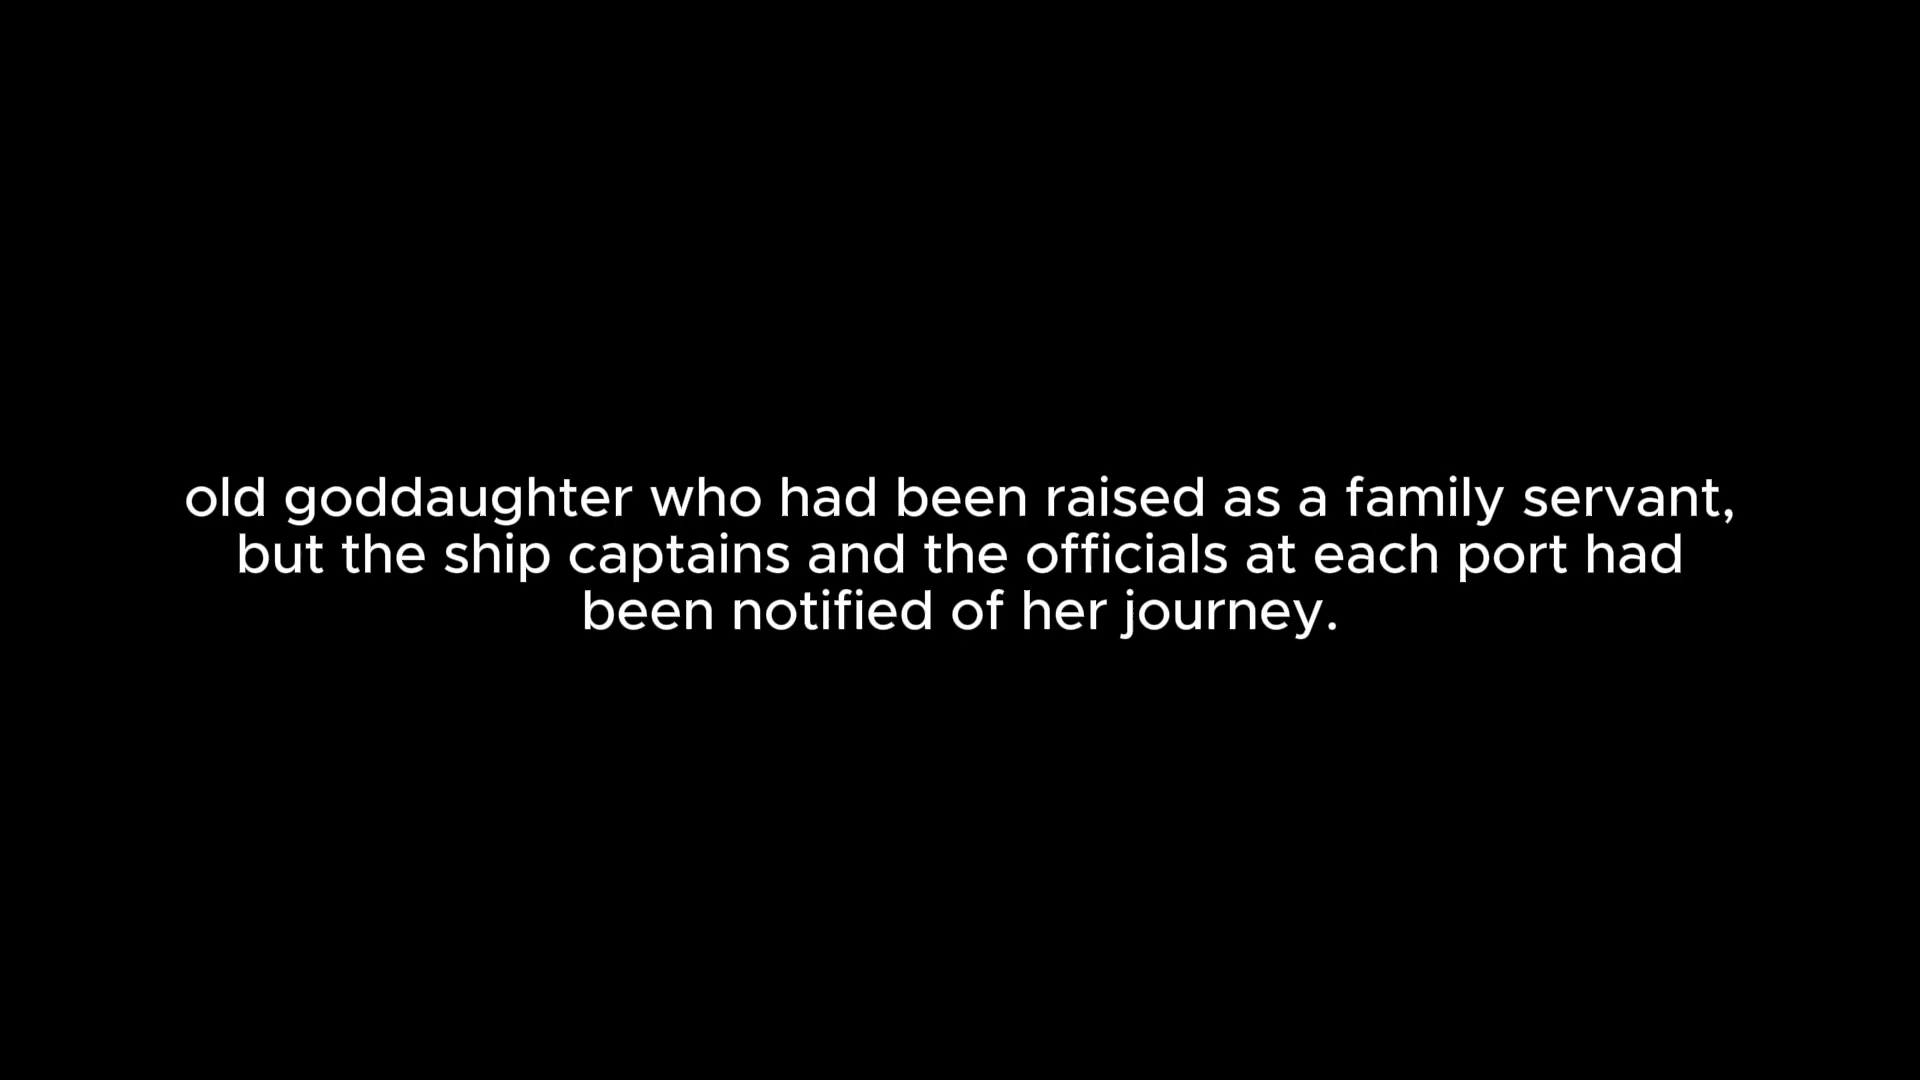 old goddaughter who had been raised as a family servant,
but the ship captains and the officials at each port had
been notified of her journey.